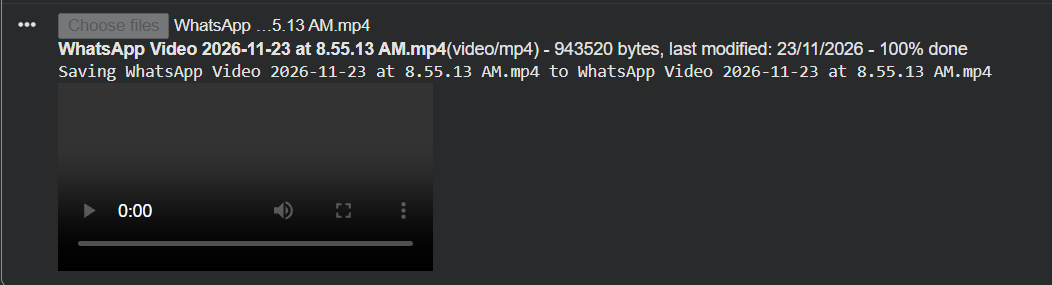 Choose files WhatsApp …5.13 AM.mp4
WhatsApp Video 2026-11-23 at 8.55.13 AM.mp4(video/mp4) - 943520 bytes, last modified: 23/11/2026 - 100% done
Saving WhatsApp Video 2026-11-23 at 8.55.13 AM.mp4 to WhatsApp Video 2026-11-23 at 8.55.13 AM.mp4
0:00